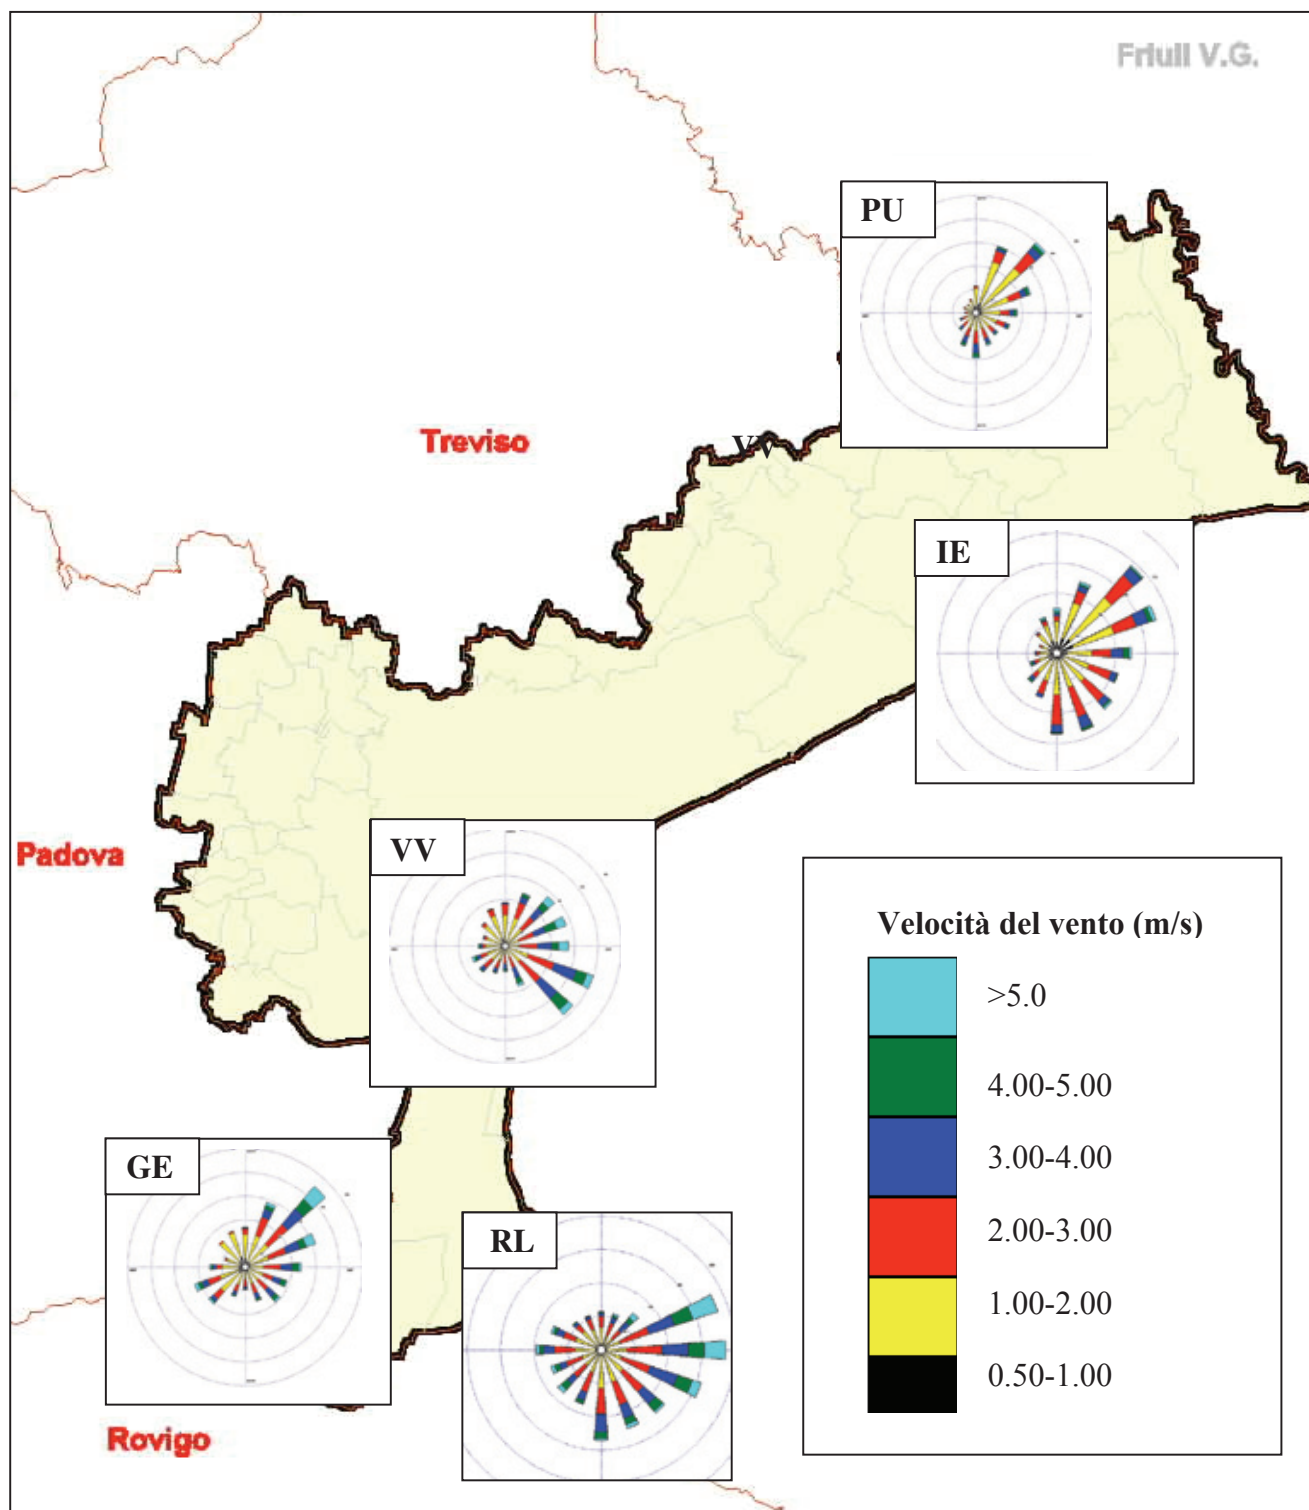 Friuli V.G.
PU
Treviso
VV
IE
Padova
VV
Velocità del vento (m/s)
>5.0
4.00-5.00
3.00-4.00
2.00-3.00
1.00-2.00
0.50-1.00
GE
RL
Rovigo